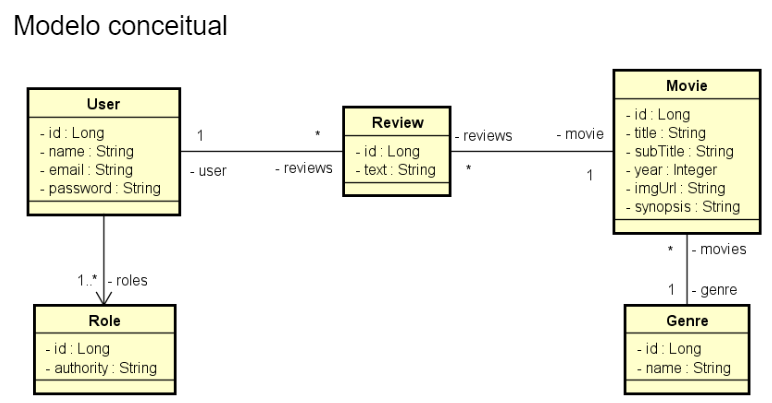 Modelo conceitual
User
- id : Long
- name : String
- email : String
- password : String
1
- user
*
- reviews
Review
- id : Long
- text : String
- reviews
*
- movie
1
Movie
- id : Long
- title : String
- subTitle : String
- year : Integer
- imgUrl : String
- synopsis : String
1..*
- roles
Role
- id : Long
- authority : String
*
- movies
1
- genre
Genre
- id : Long
- name : String